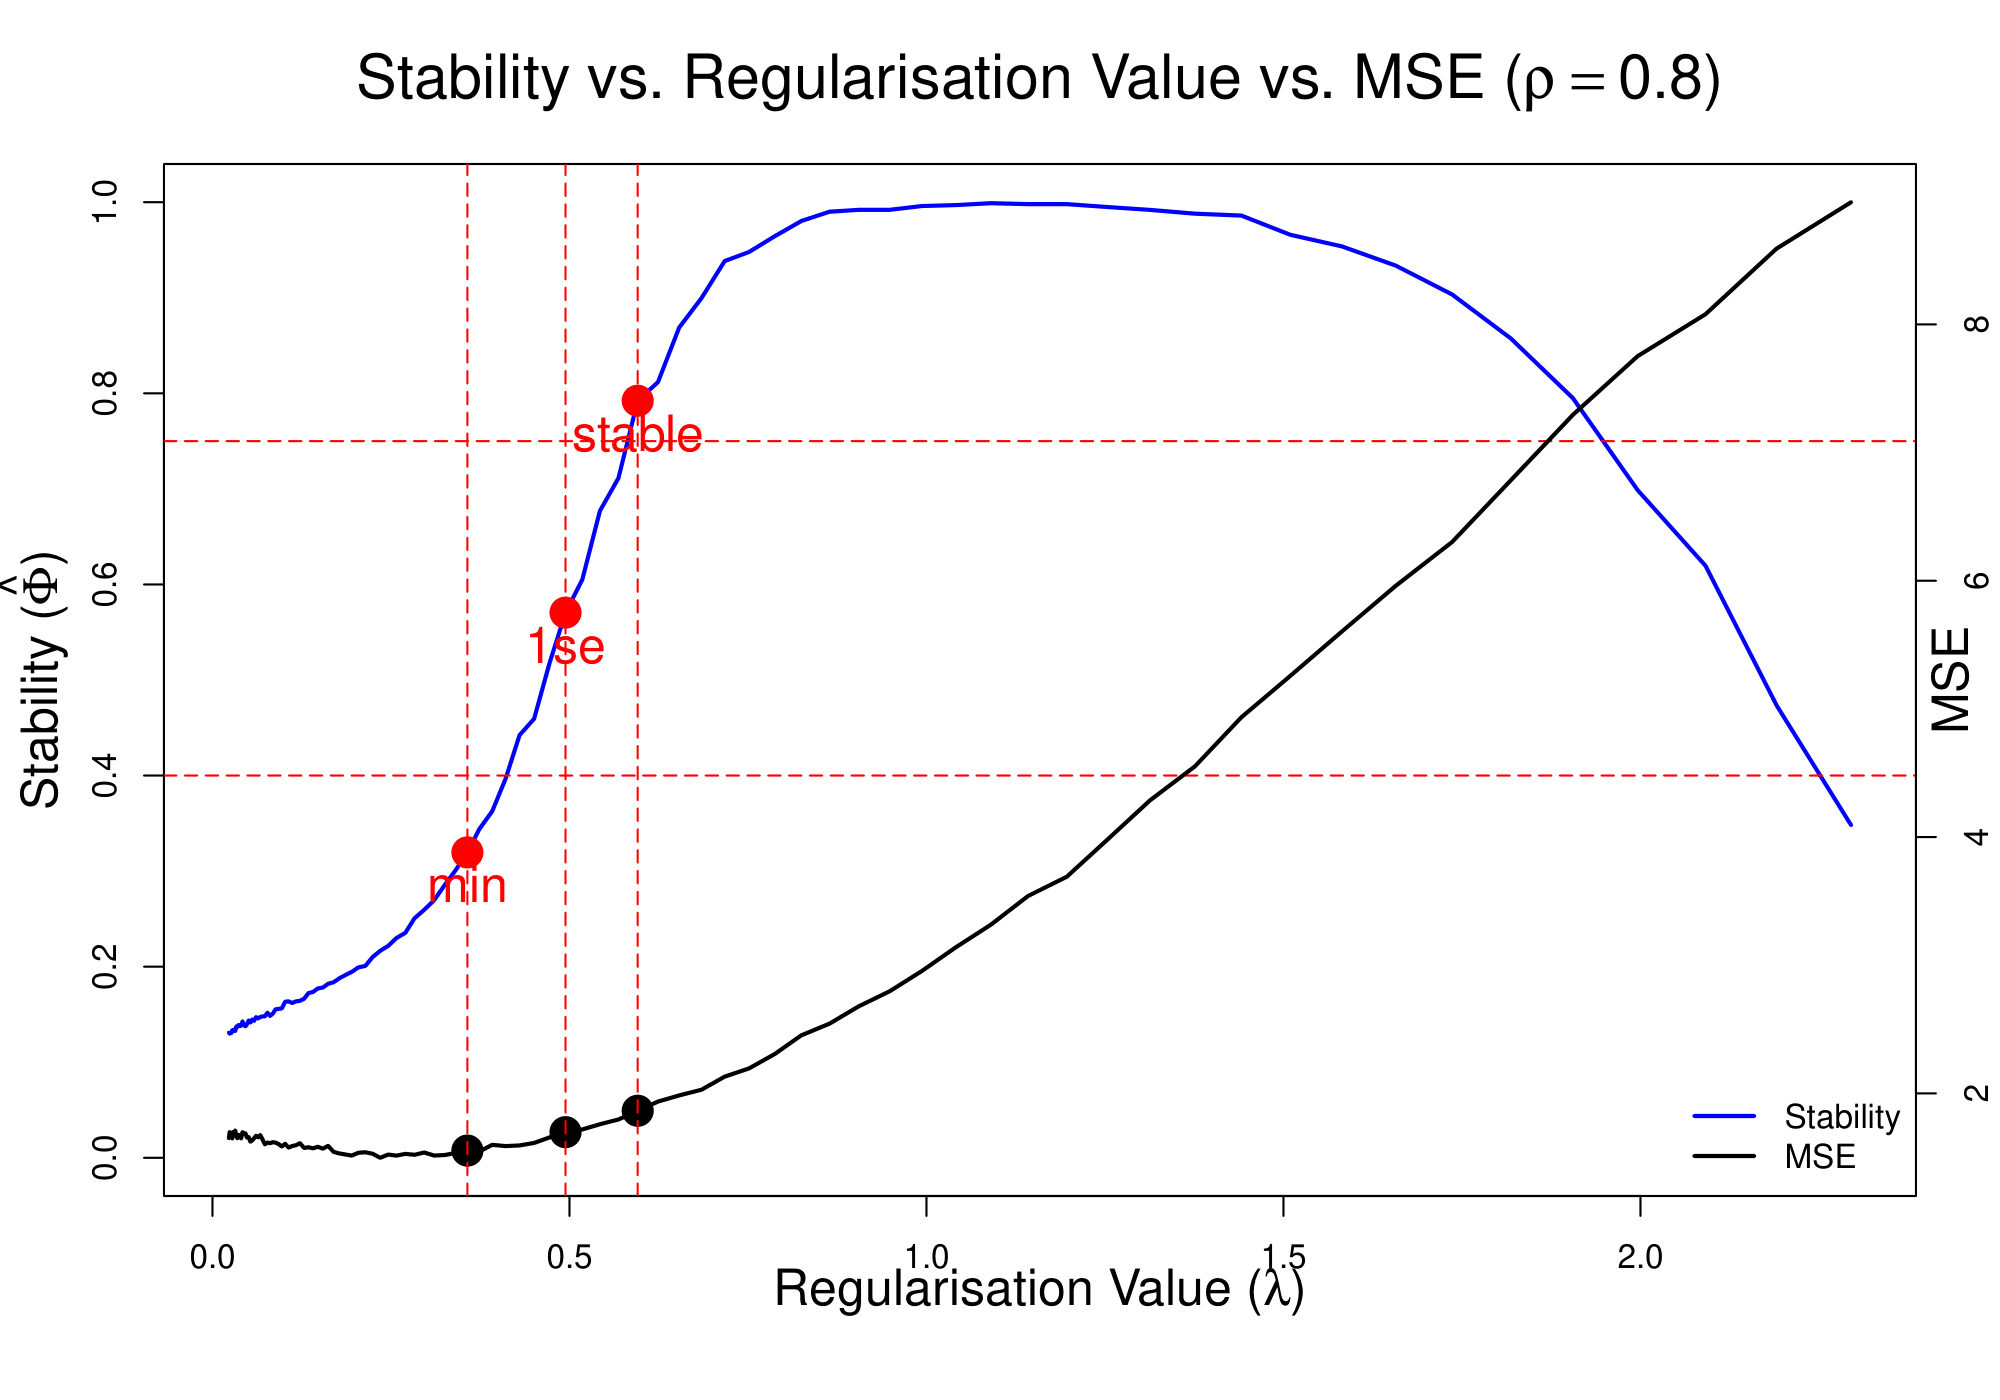 Stability vs. Regularisation Value vs. MSE (ρ = 0.8)
Stability (Φ̂)
1.0
0.8
0.6
0.4
0.2
0.0
stable
1se
min
8
6
4
2
MSE
Stability
MSE
0.0 0.5 1.0 1.5 2.0
Regularisation Value (λ)